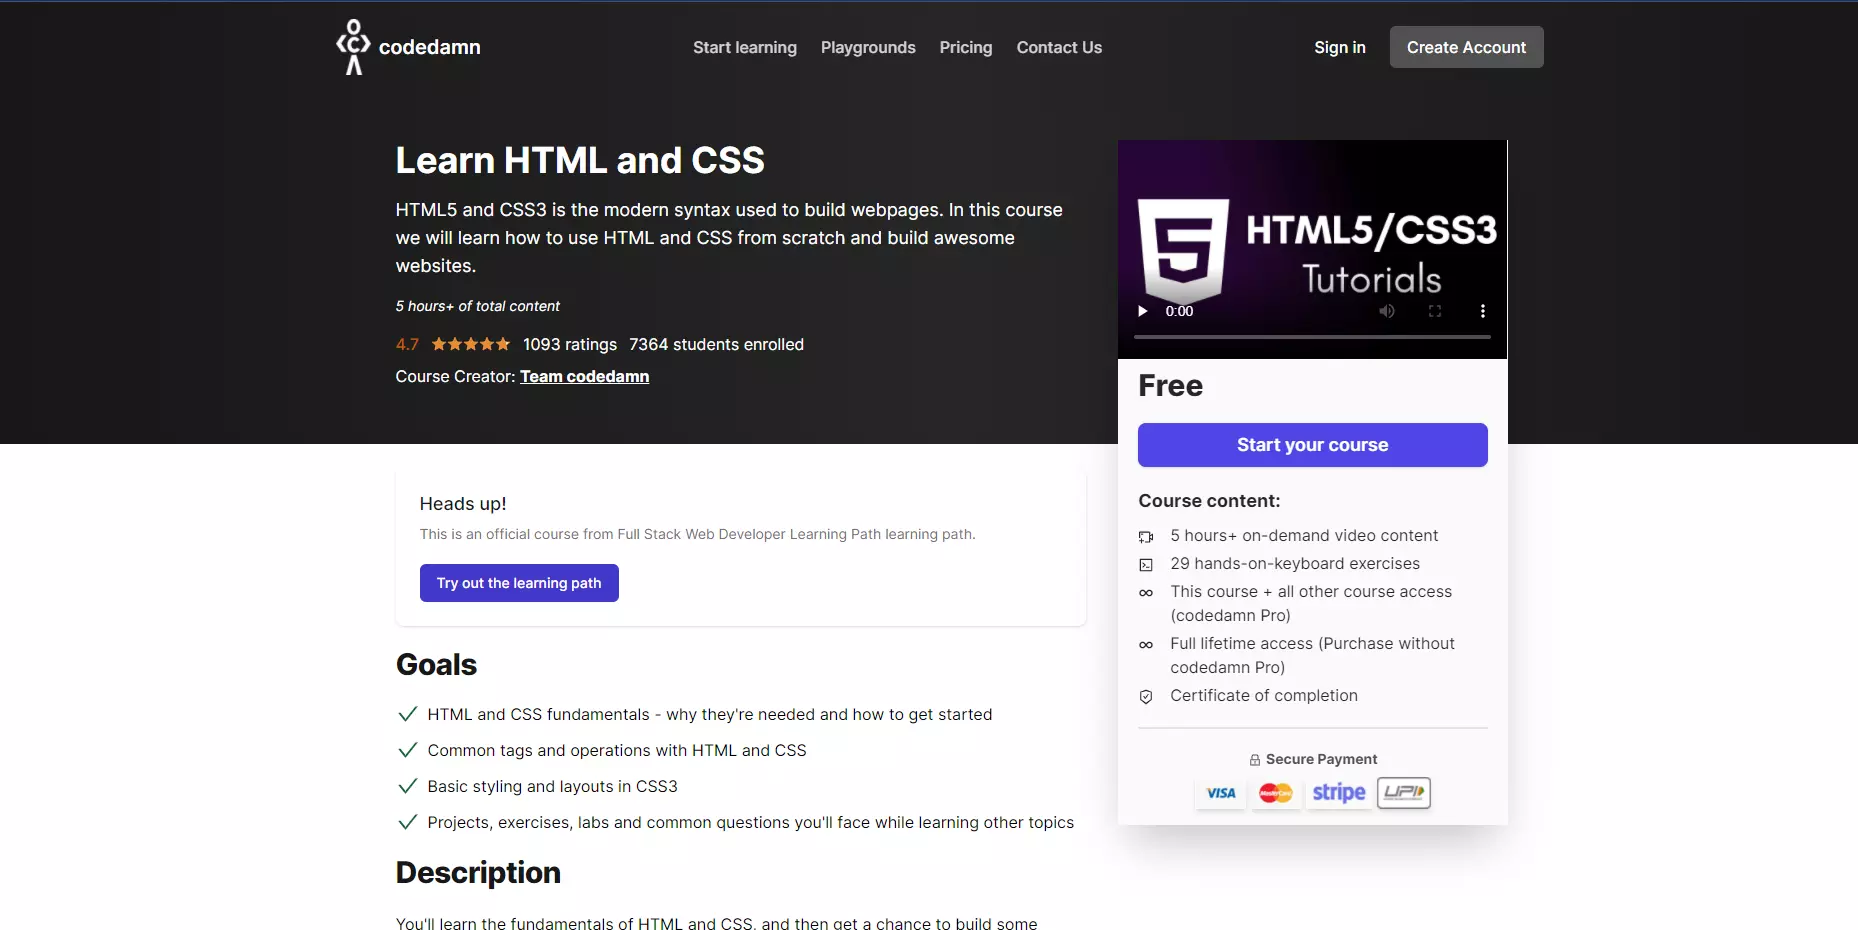 codedamn
Start learning
Playgrounds
Pricing
Contact Us
Sign in
Create Account
Learn HTML and CSS
HTML5 and CSS3 is the modern syntax used to build webpages. In this course
we will learn how to use HTML and CSS from scratch and build awesome
websites.
5 hours+ of total content
4.7 1093 ratings 7364 students enrolled
Course Creator: Team codedamn
HTML5/CSS3
Tutorials
0:00
Free
Start your course
Course content:
5 hours+ on-demand video content
29 hands-on-keyboard exercises
This course + all other course access
(codedamn Pro)
Full lifetime access (Purchase without
codedamn Pro)
Certificate of completion
Secure Payment
VISA
MasterCard
stripe
UPI
Heads up!
This is an official course from Full Stack Web Developer Learning Path learning path.
Try out the learning path
Goals
HTML and CSS fundamentals - why they're needed and how to get started
Common tags and operations with HTML and CSS
Basic styling and layouts in CSS3
Projects, exercises, labs and common questions you'll face while learning other topics
Description
You'll learn the fundamentals of HTML and CSS, and then get a chance to build some